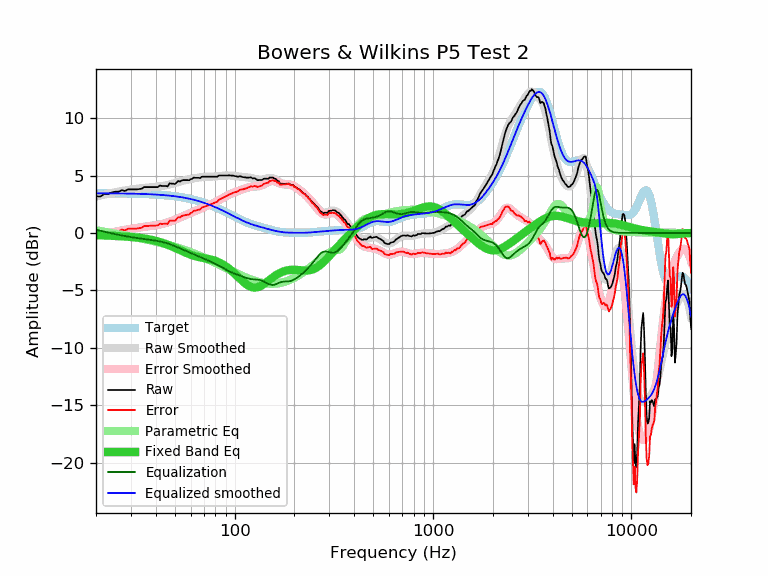 Bowers & Wilkins P5 Test 2
Amplitude (dBr)
10
5
0
−5
−10
−15
−20
Target
Raw Smoothed
Error Smoothed
Raw
Error
Parametric Eq
Fixed Band Eq
Equalization
Equalized smoothed
100 1000 10000
Frequency (Hz)